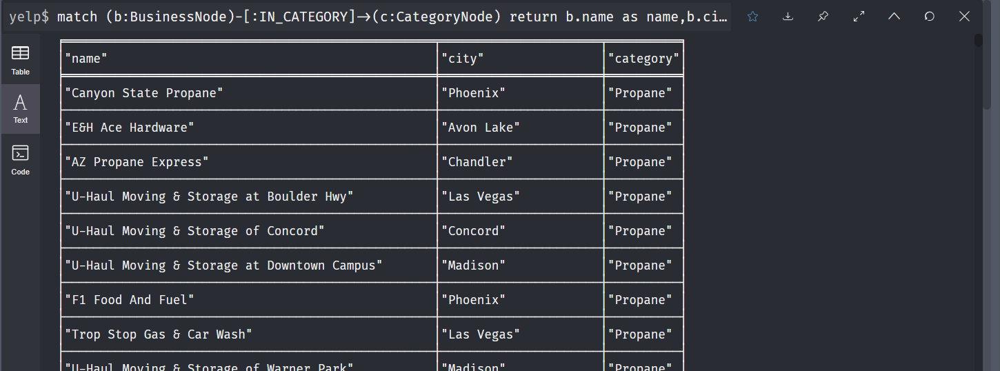 yelp$ match (b:BusinessNode)-[:IN_CATEGORY]->(c:CategoryNode) return b.name as name,b.ci…
Table
Text
Code
"name" "city" "category"
"Canyon State Propane" "Phoenix" "Propane"
"E&H Ace Hardware" "Avon Lake" "Propane"
"AZ Propane Express" "Chandler" "Propane"
"U-Haul Moving & Storage at Boulder Hwy" "Las Vegas" "Propane"
"U-Haul Moving & Storage of Concord" "Concord" "Propane"
"U-Haul Moving & Storage at Downtown Campus" "Madison" "Propane"
"F1 Food And Fuel" "Phoenix" "Propane"
"Trop Stop Gas & Car Wash" "Las Vegas" "Propane"
"U-Haul Moving & Storage of Warner Park" "Madison" "Propane"